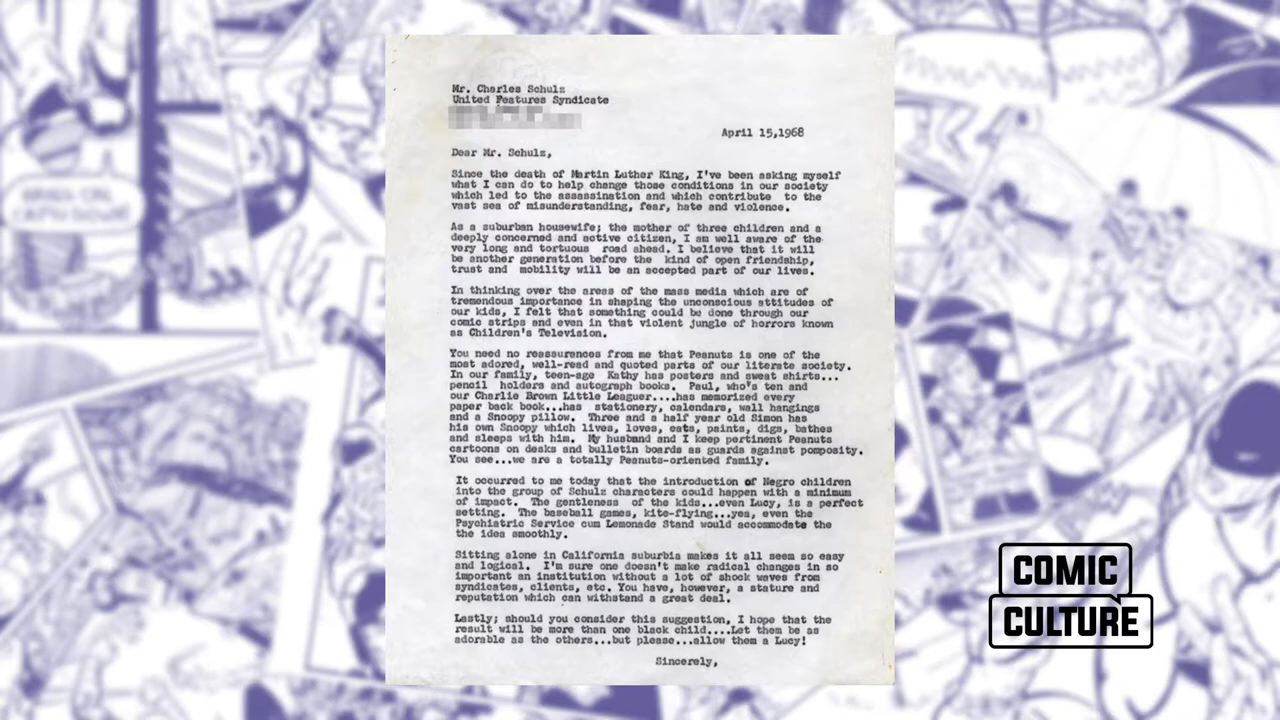 Mr. Charles Schulz
United Features Syndicate
April 15,1968
Dear Mr. Schulz,
Since the death of Martin Luther King, I've been asking myself
what I can do to help change those conditions in our society
which led to the assassination and which contribute to the
vast sea of misunderstanding, fear, hate and violence.
As a suburban housewife; the mother of three children and a
deeply concerned and active citizen, I am well aware of the
very long and tortuous road ahead. I believe that it will
be another generation before the kind of open friendship,
trust and mobility will be an accepted part of our lives.
In thinking over the areas of the mass media which are of
tremendous importance in shaping the unconscious attitudes of
our kids, I felt that something could be done through our
comic strips and even in that violent jungle of horrors known
as Children's Television.
You need no reassurences from me that Peanuts is one of the
most adored, well-read and quoted parts of our literate society.
In our family, teen-age Kathy has posters and sweat shirts...
pencil holders and autograph books. Paul, who's ten and
our Charlie Brown Little Leaguer....has memorized every
paper back book...has stationery, calendars, wall hangings
and a Snoopy pillow. Three and a half year old Simon has
his own Snoopy which lives, loves, eats, paints, digs, bathes
and sleeps with him. My husband and I keep pertinent Peanuts
cartoons on desks and bulletin boards as guards against pomposity.
You see...we are a totally Peanuts-oriented family.
It occurred to me today that the introduction of Negro children
into the group of Schulz characters could happen with a minimum
of impact. The gentleness of the kids...even Lucy, is a perfect
setting. The baseball games, kite-flying...yea, even the
Psychiatric Service cum Lemonade Stand would accommodate the
the idea smoothly.
Sitting alone in California suburbia makes it all seem so easy
and logical. I'm sure one doesn't make radical changes in so
important an institution without a lot of shock waves from
syndicates, clients, etc. You have, however, a stature and
reputation which can withstand a great deal.
Lastly; should you consider this suggestion, I hope that the
result will be more than one black child....Let them be as
adorable as the others...but please...allow them a Lucy!
Sincerely,
COMIC
CULTURE